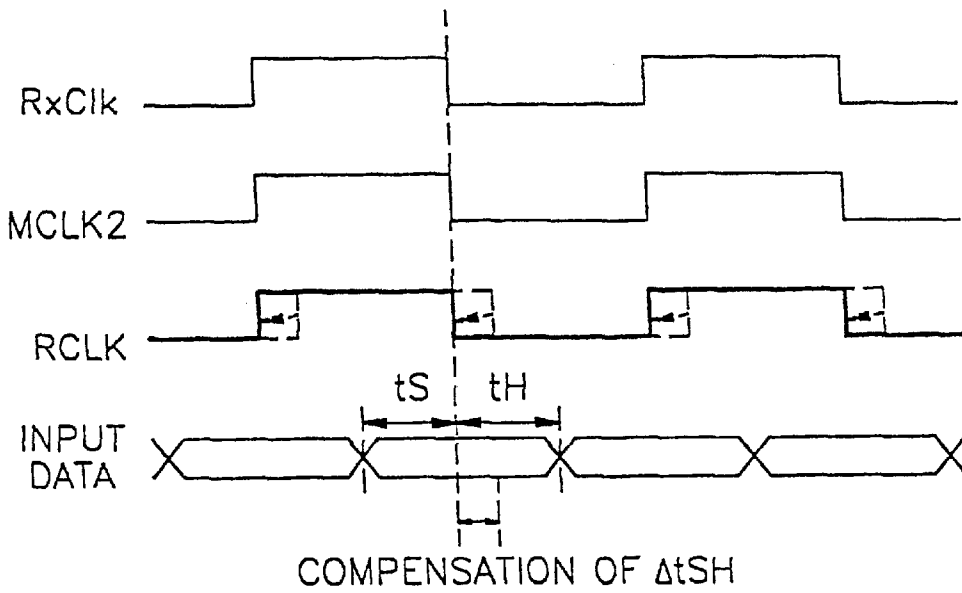 RxClk
MCLK2
RCLK
tS tH
INPUT
DATA
COMPENSATION OF ΔtSH